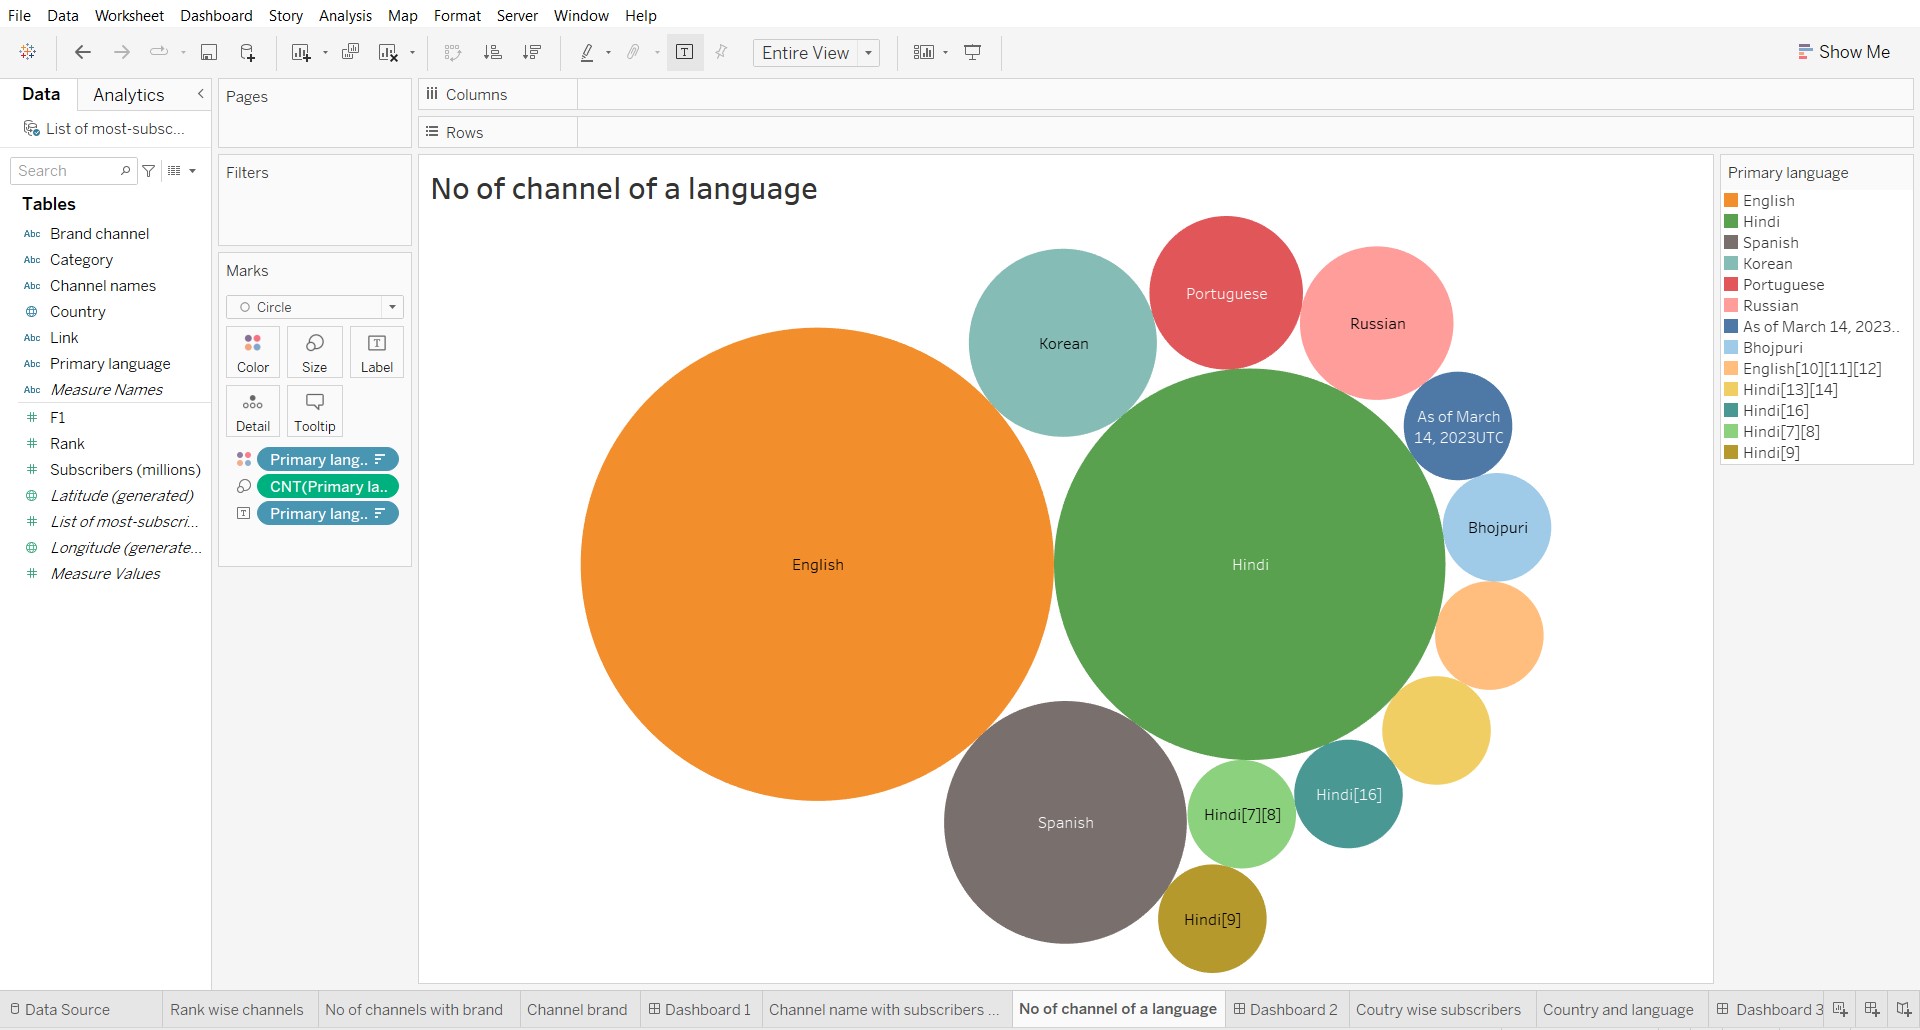 File Data Worksheet Dashboard Story Analysis Map Format Server Window Help
Entire View
Show Me
Data Analytics
List of most-subsc...
Search
Tables
Abc Brand channel
Abc Category
Abc Channel names
Country
Abc Link
Abc Primary language
Abc Measure Names
# F1
# Rank
# Subscribers (millions)
Latitude (generated)
# List of most-subscri...
Longitude (generate...
# Measure Values
Pages
Filters
Marks
Circle
Color Size Label
Detail Tooltip
Primary lang..
CNT(Primary la..
Primary lang..
Columns
Rows
No of channel of a language
Portuguese
Russian
Korean
As of March
14, 2023UTC
Bhojpuri
English
Hindi
Hindi[16]
Hindi[7][8]
Spanish
Hindi[9]
Primary language
English
Hindi
Spanish
Korean
Portuguese
Russian
As of March 14, 2023..
Bhojpuri
English[10][11][12]
Hindi[13][14]
Hindi[16]
Hindi[7][8]
Hindi[9]
Data Source Rank wise channels No of channels with brand Channel brand Dashboard 1 Channel name with subscribers ... No of channel of a language Dashboard 2 Coutry wise subscribers Country and language Dashboard 3